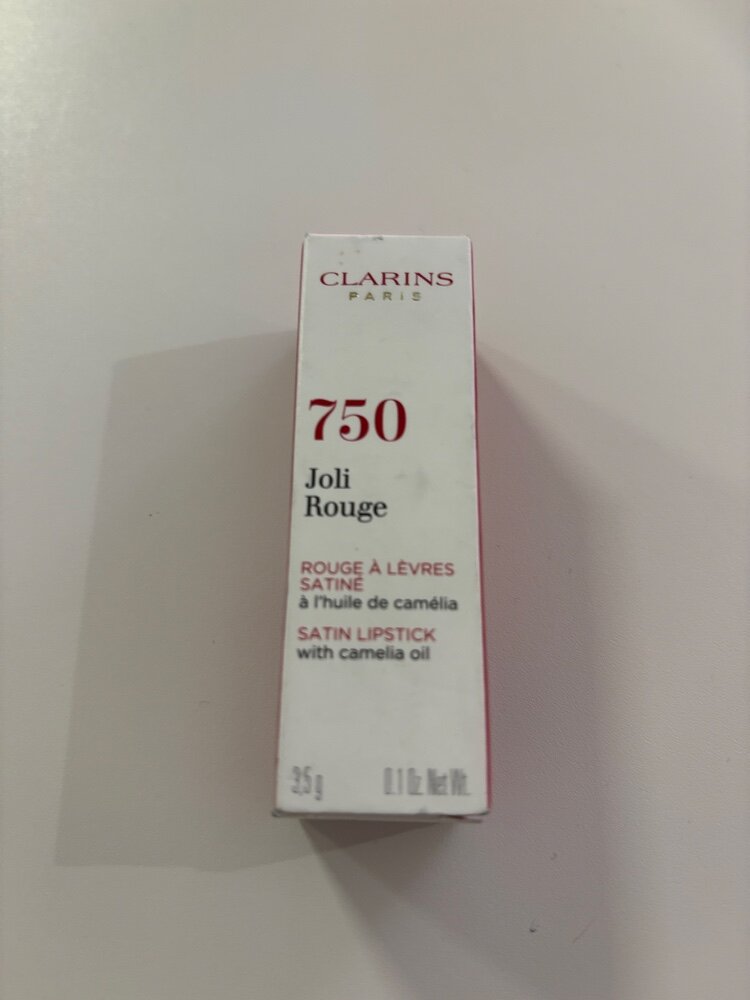 CLARINS
PARIS
750
Joli
Rouge
ROUGE À LÈVRES
SATINÉ
à l'huile de camélia
SATIN LIPSTICK
with camelia oil
3,5 g 0.1 Oz. Net Wt.